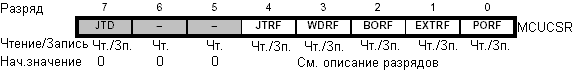 Разряд 7 6 5 4 3 2 1 0
JTD – – JTRF WDRF BORF EXTRF PORF MCUCSR
Чтение/Запись Чт./Зп. Чт. Чт. Чт./Зп. Чт./Зп. Чт./Зп. Чт./Зп. Чт./Зп.
Нач.значение 0 0 0 См. описание разрядов